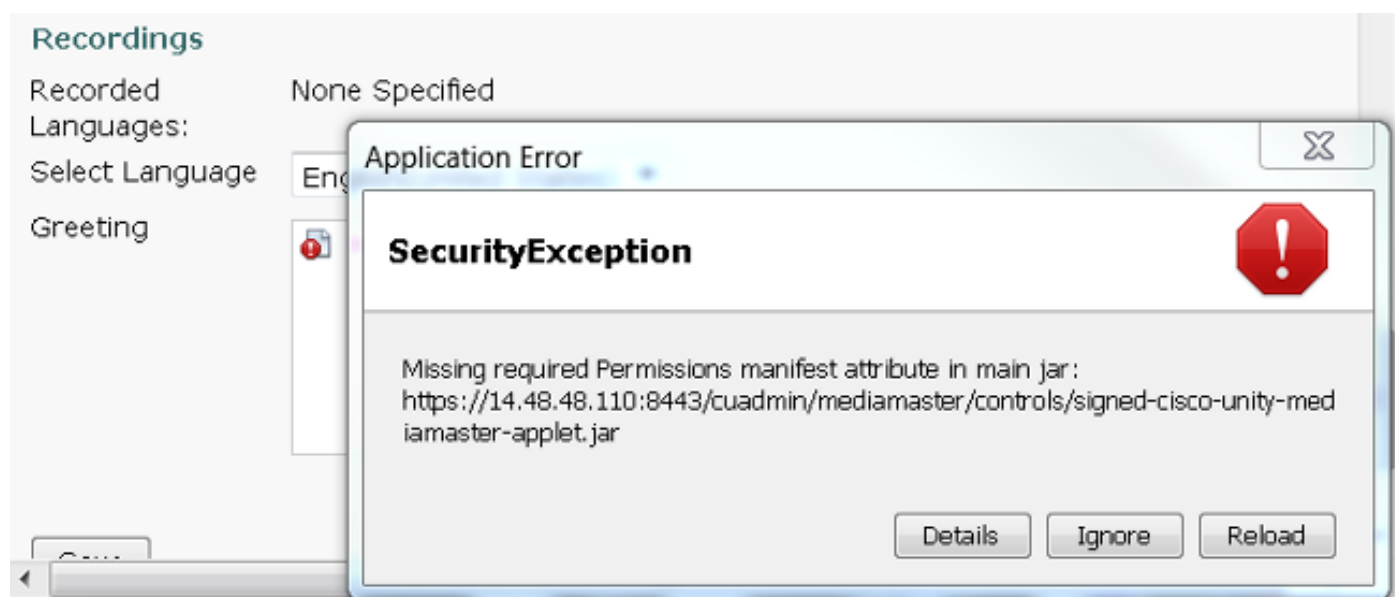 Recordings
Recorded None Specified
Languages:
Select Language
Greeting
Application Error
SecurityException
Missing required Permissions manifest attribute in main jar:
https://14.48.48.110:8443/cuadmin/mediamaster/controls/signed-cisco-unity-med
iamaster-applet.jar
Details Ignore Reload